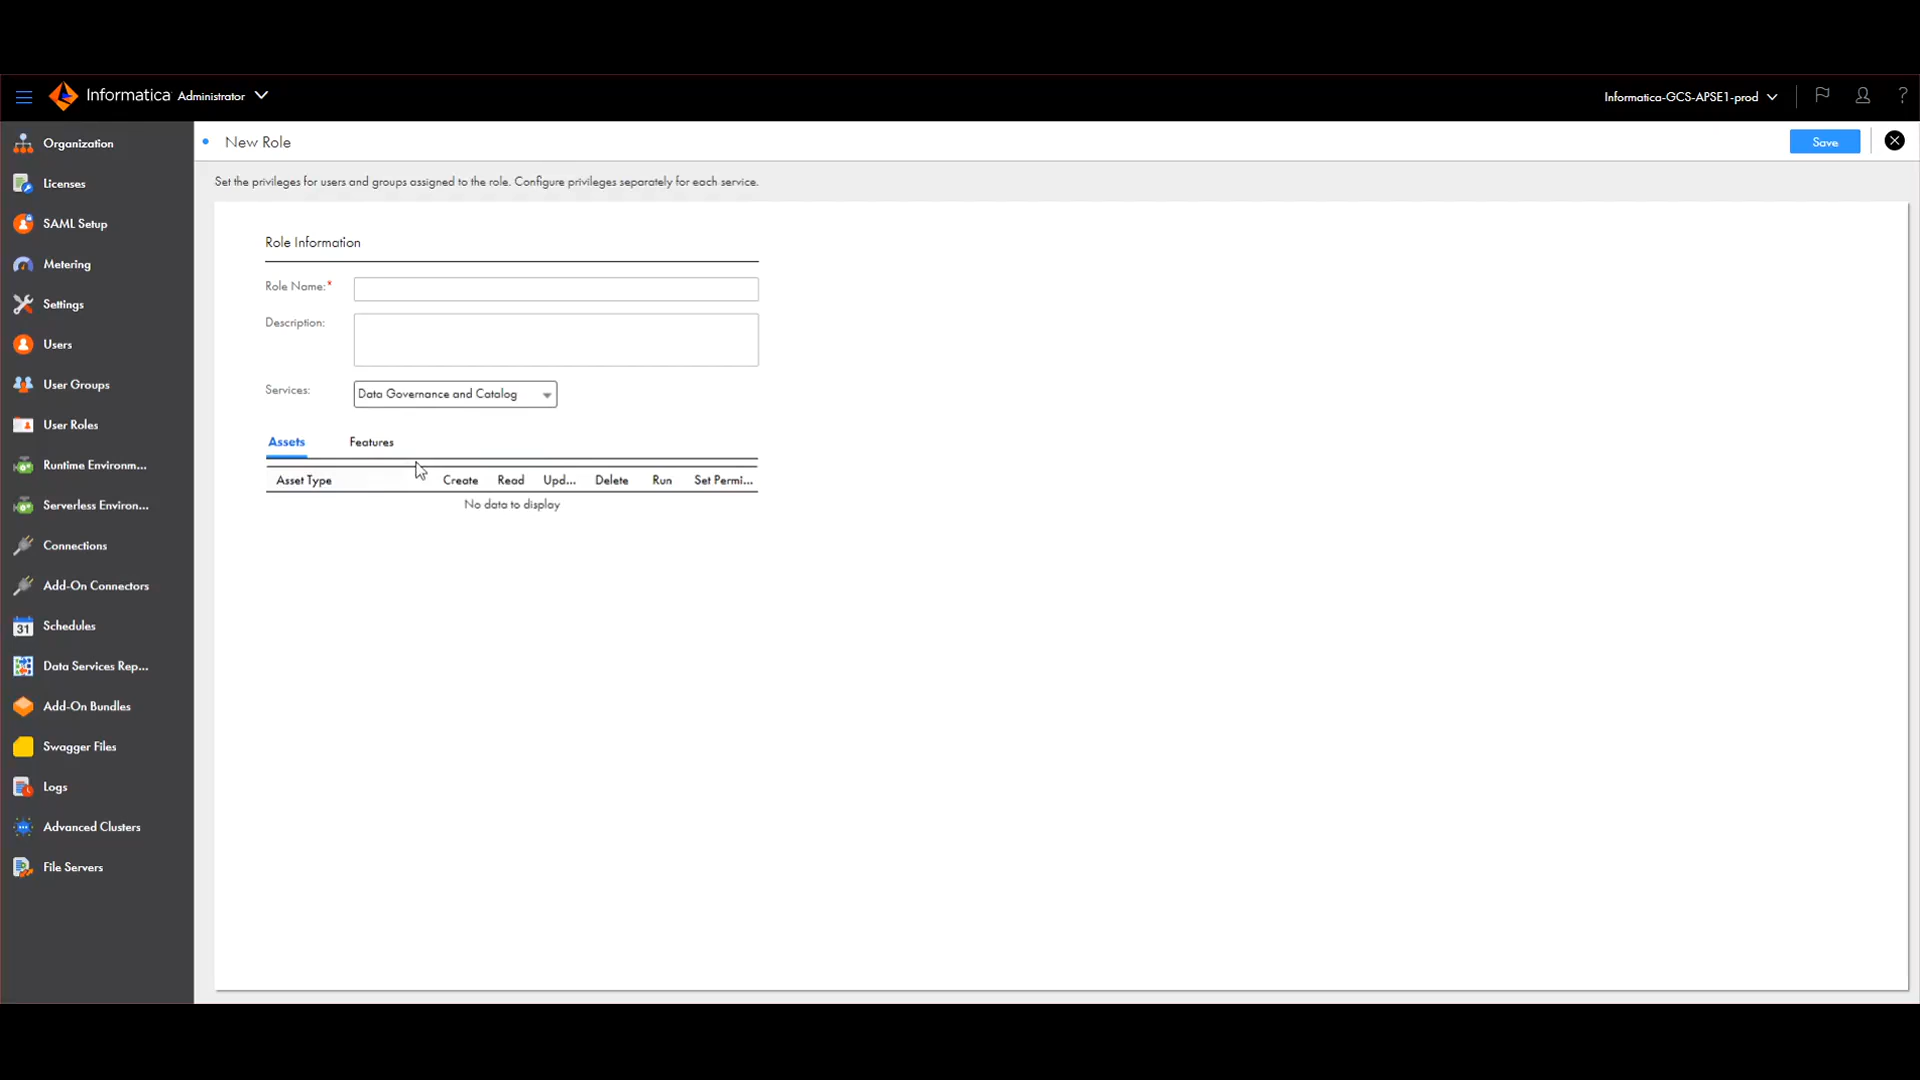 Informatica Administrator
Informatica-GCS-APSE1-prod
?
Organization
Licenses
SAML Setup
Metering
Settings
Users
User Groups
User Roles
Runtime Environm...
Serverless Environ...
Connections
Add-On Connectors
31
Schedules
Data Services Rep...
Add-On Bundles
Swagger Files
Logs
Advanced Clusters
File Servers
New Role
Save
Set the privileges for users and groups assigned to the role. Configure privileges separately for each service.
Role Information
Role Name:*
Description:
Services: Data Governance and Catalog
Assets Features
Asset Type Create Read Upd... Delete Run Set Permi...
No data to display